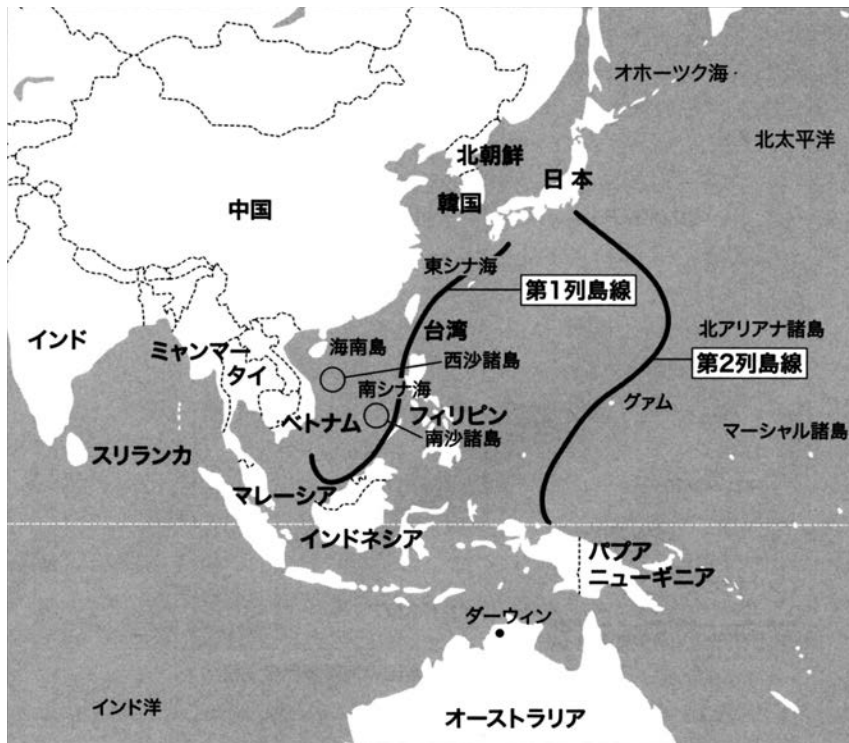 オホーツク海
北太平洋
北朝鮮
日本
韓国
中国
東シナ海
第1列島線
台湾
北アリアナ諸島
インド
ミャンマー
海南島
西沙諸島
第2列島線
タイ
南シナ海
グァム
ベトナム
フィリピン
南沙諸島
マーシャル諸島
スリランカ
マレーシア
インドネシア
パプア
ニューギニア
ダーウィン
インド洋
オーストラリア